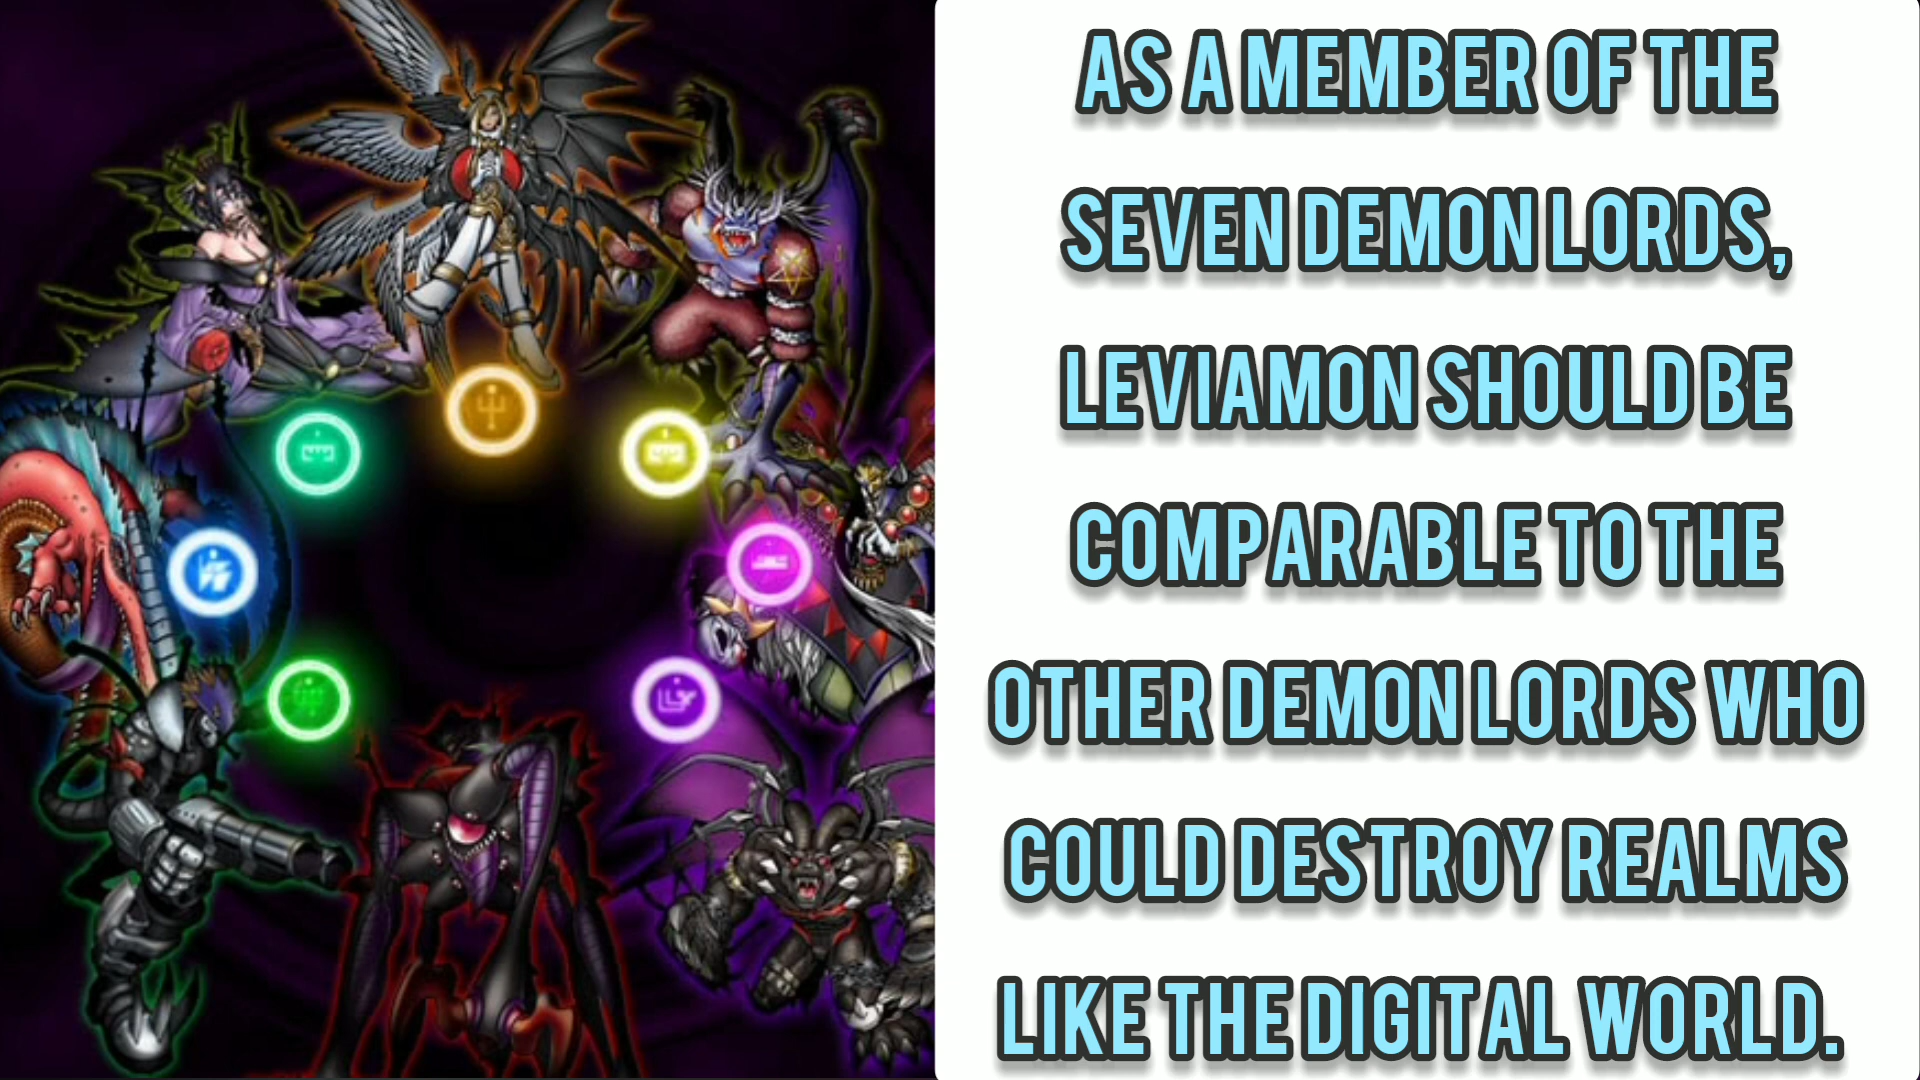 AS A MEMBER OF THE
SEVEN DEMON LORDS,
LEVIAMON SHOULD BE
COMPARABLE TO THE
OTHER DEMON LORDS WHO
COULD DESTROY REALMS
LIKE THE DIGITAL WORLD.